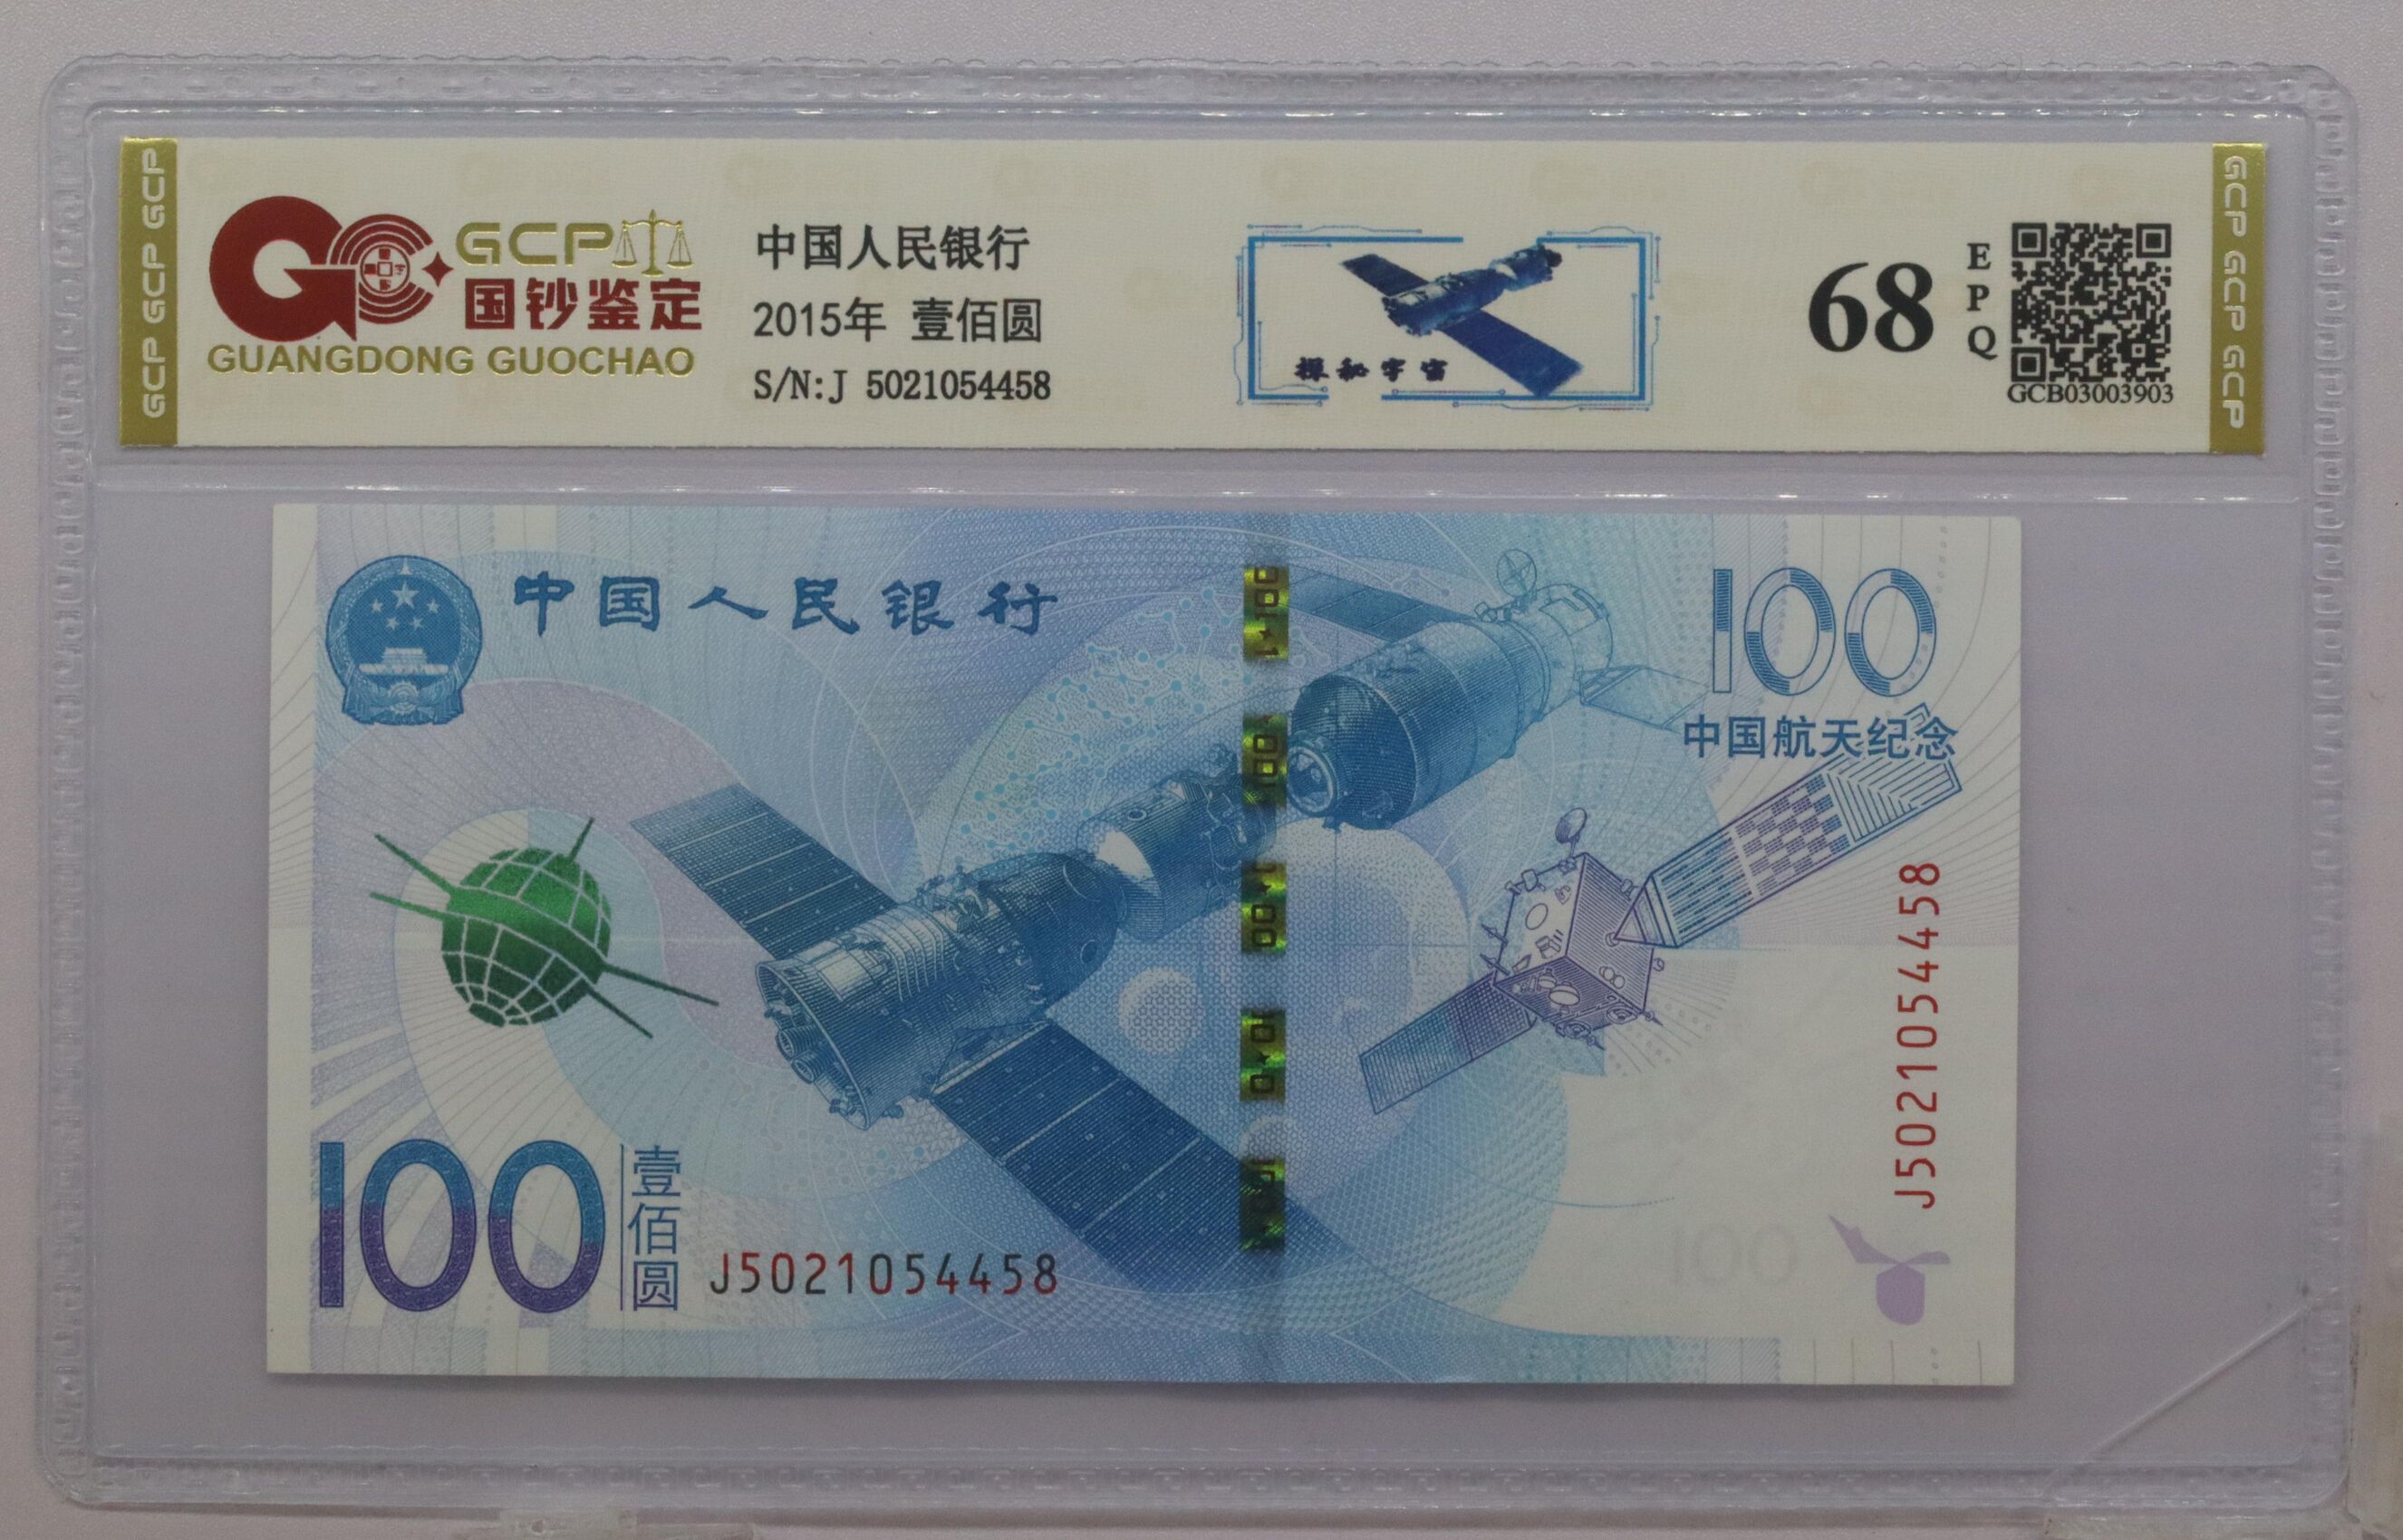 GCP GCP GCP GCP
GCP
国钞鉴定
GUANGDONG GUOCHAO
中国人民银行
2015年 壹佰圆
S/N:J 5021054458
探秘宇宙
68
EPQ
GCB03003903
GCP GCP GCP GCP
中国人民银行
100
中国航天纪念
J5021054458
100
壹佰圆
J5021054458
100